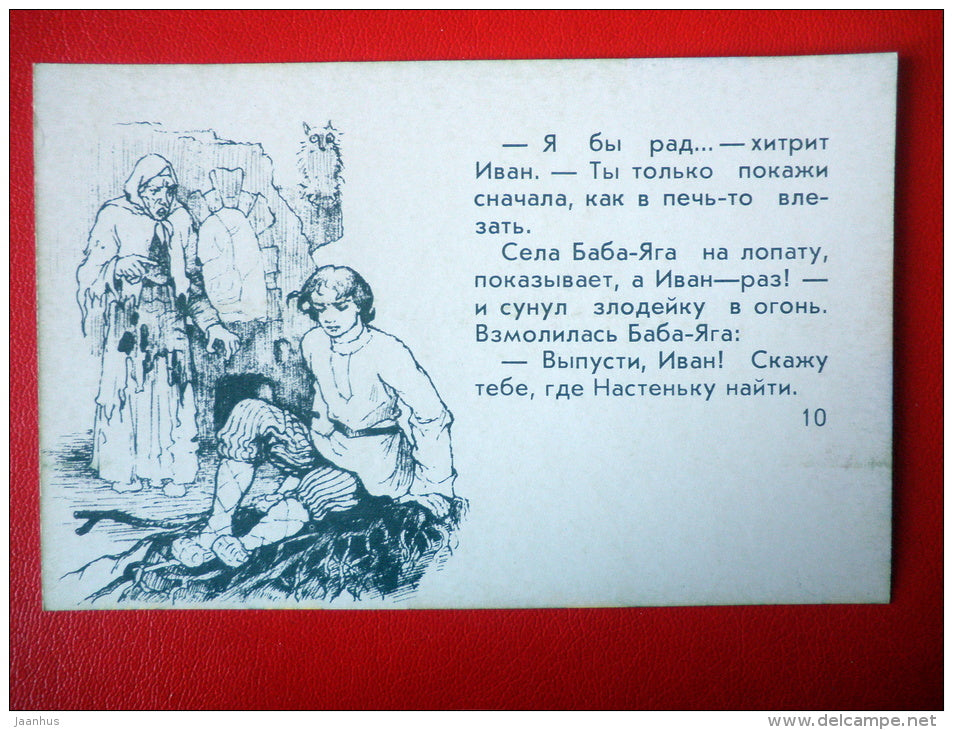 — Я бы рад... — хитрит
Иван. — Ты только покажи
сначала, как в печь-то вле-
зать.
Села Баба-Яга на лопату,
показывает, а Иван—раз! —
и сунул злодейку в огонь.
Взмолилась Баба-Яга:
— Выпусти, Иван! Скажу
тебе, где Настеньку найти.
10
Jaanhus
www.delcampe.net